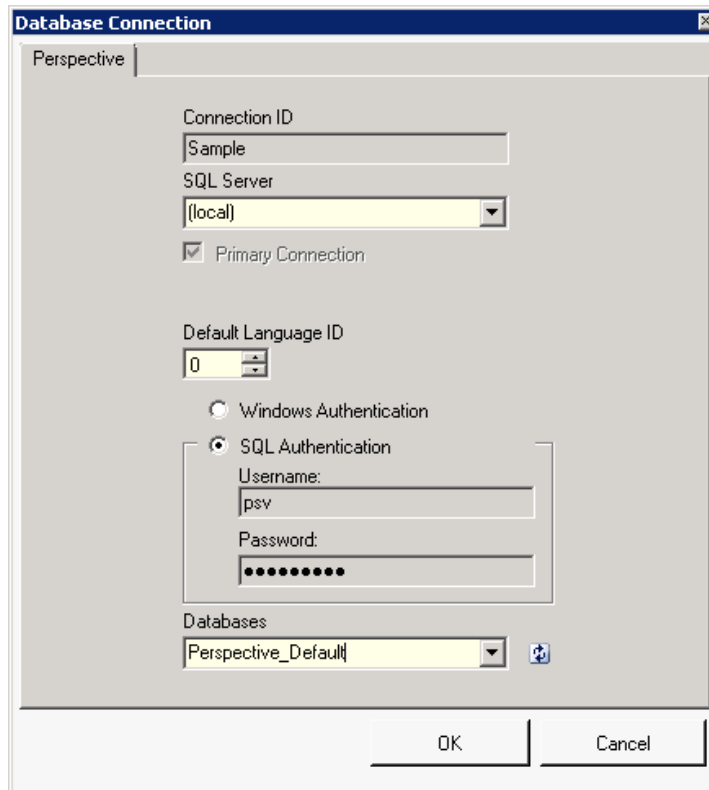 Database Connection
Perspective
Connection ID
Sample
SQL Server
(local)
Primary Connection
Default Language ID
0
Windows Authentication
SQL Authentication
Username:
psv
Password:
●●●●●●●●●
Databases
Perspective_Default
OK Cancel